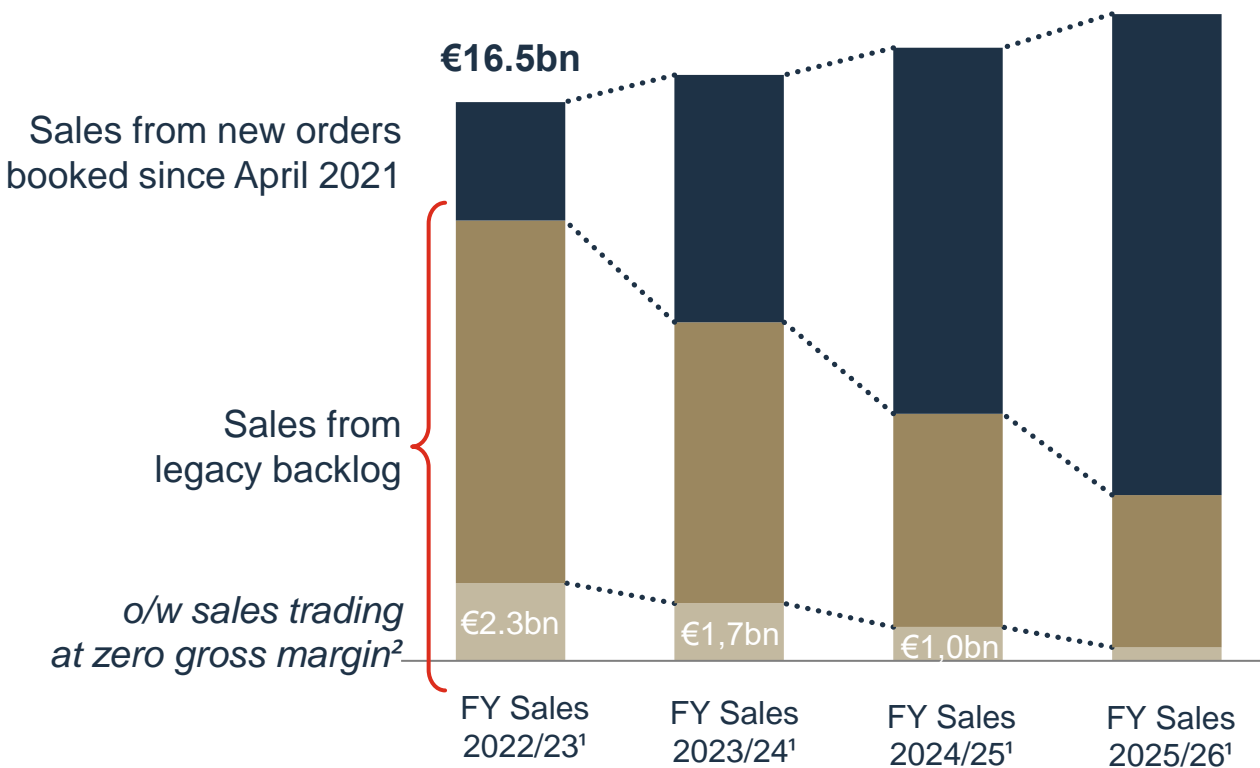 €16.5bn
Sales from new orders
booked since April 2021
Sales from
legacy backlog
o/w sales trading
at zero gross margin²
€2.3bn
€1,7bn
€1,0bn
FY Sales
2022/23¹
FY Sales
2023/24¹
FY Sales
2024/25¹
FY Sales
2025/26¹